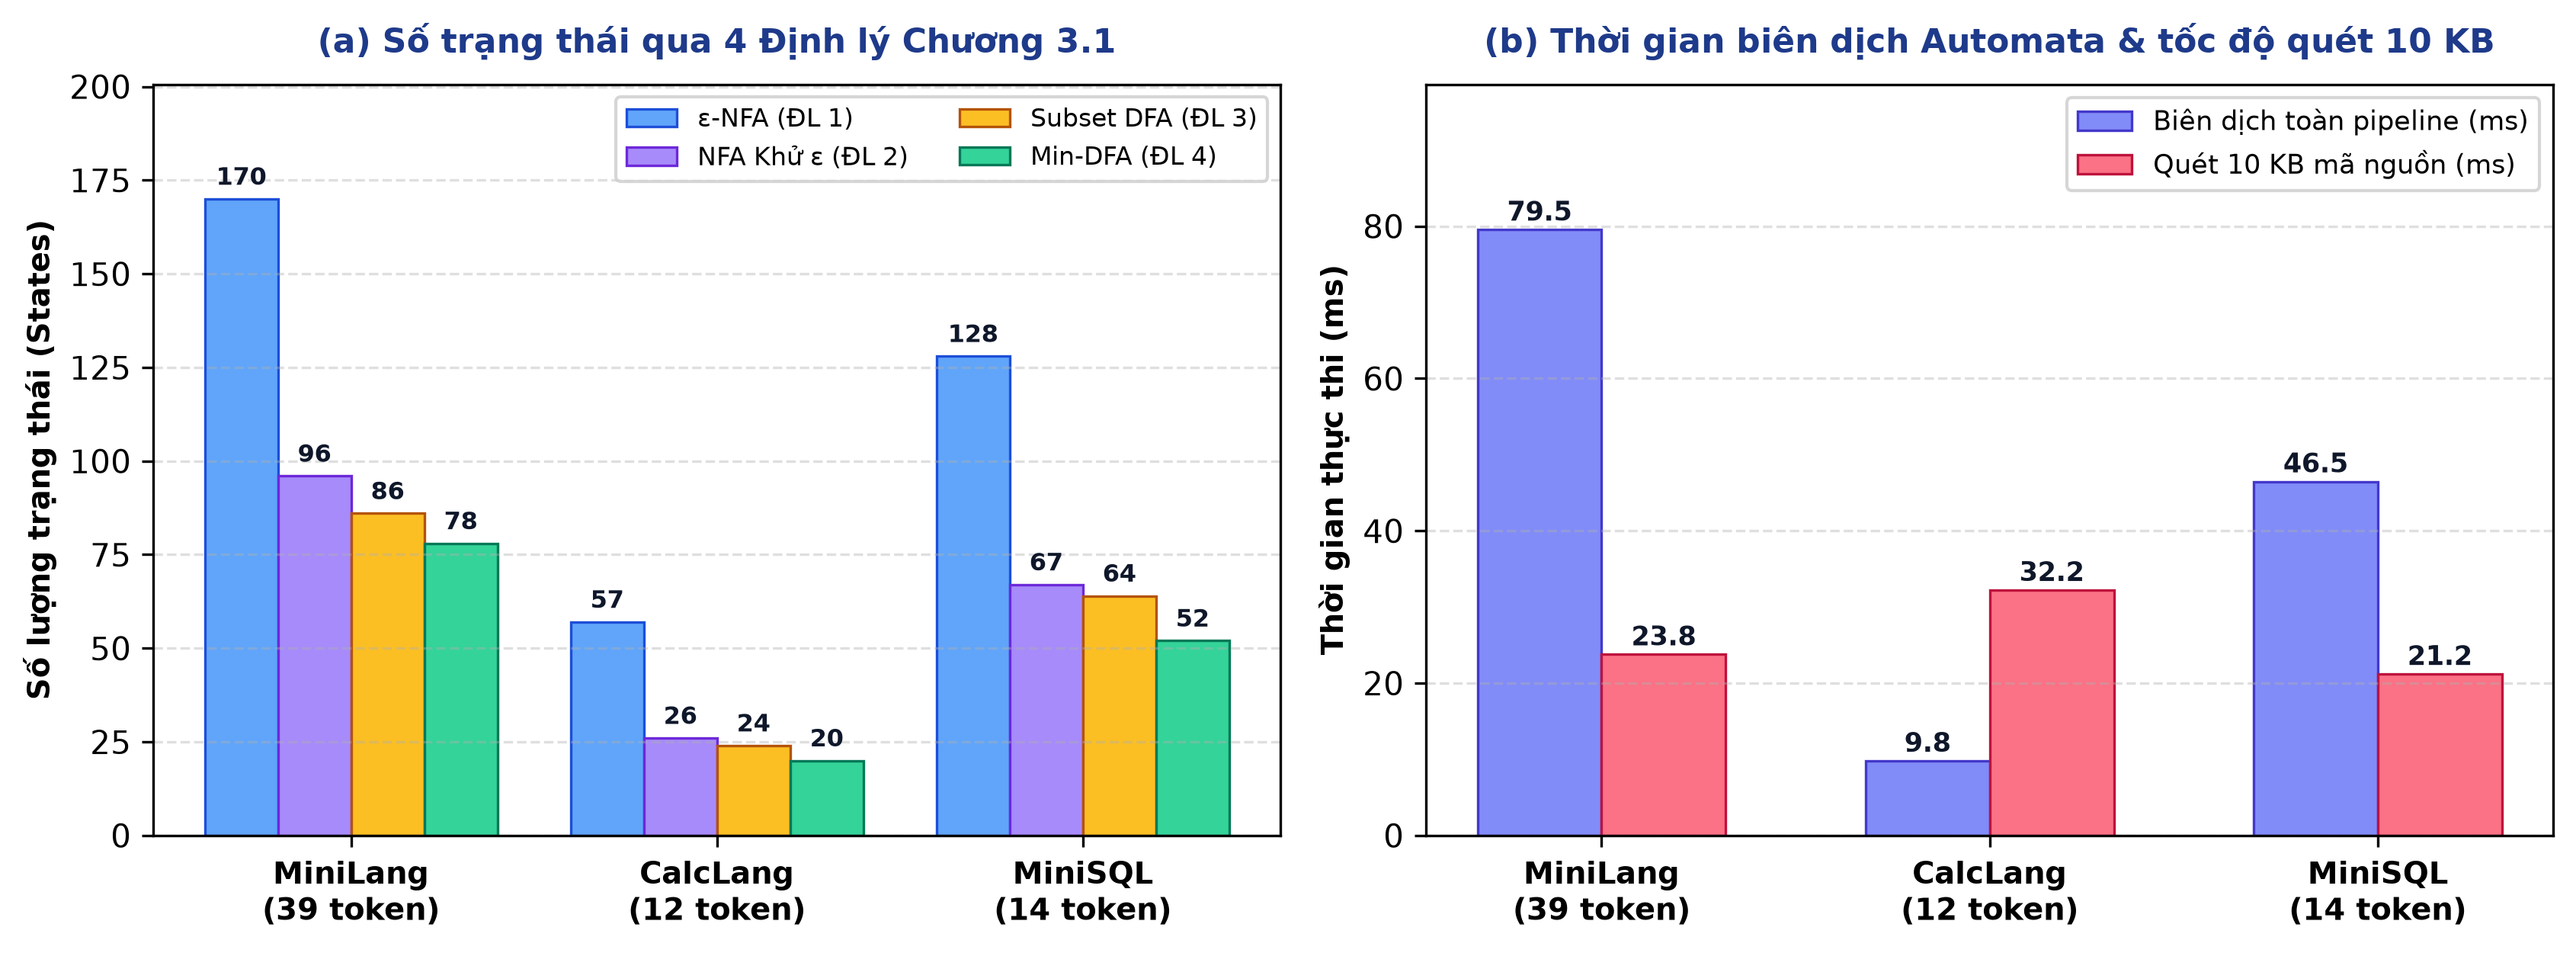 (a) Số trạng thái qua 4 Định lý Chương 3.1
Số lượng trạng thái (States)
200
175
150
125
100
75
50
25
0
ε-NFA (ĐL 1)
NFA Khử ε (ĐL 2)
Subset DFA (ĐL 3)
Min-DFA (ĐL 4)
170
96
86
78
57
26
24
20
128
67
64
52
MiniLang
(39 token)
CalcLang
(12 token)
MiniSQL
(14 token)
(b) Thời gian biên dịch Automata & tốc độ quét 10 KB
Thời gian thực thi (ms)
80
60
40
20
0
Biên dịch toàn pipeline (ms)
Quét 10 KB mã nguồn (ms)
79.5
23.8
9.8
32.2
46.5
21.2
MiniLang
(39 token)
CalcLang
(12 token)
MiniSQL
(14 token)